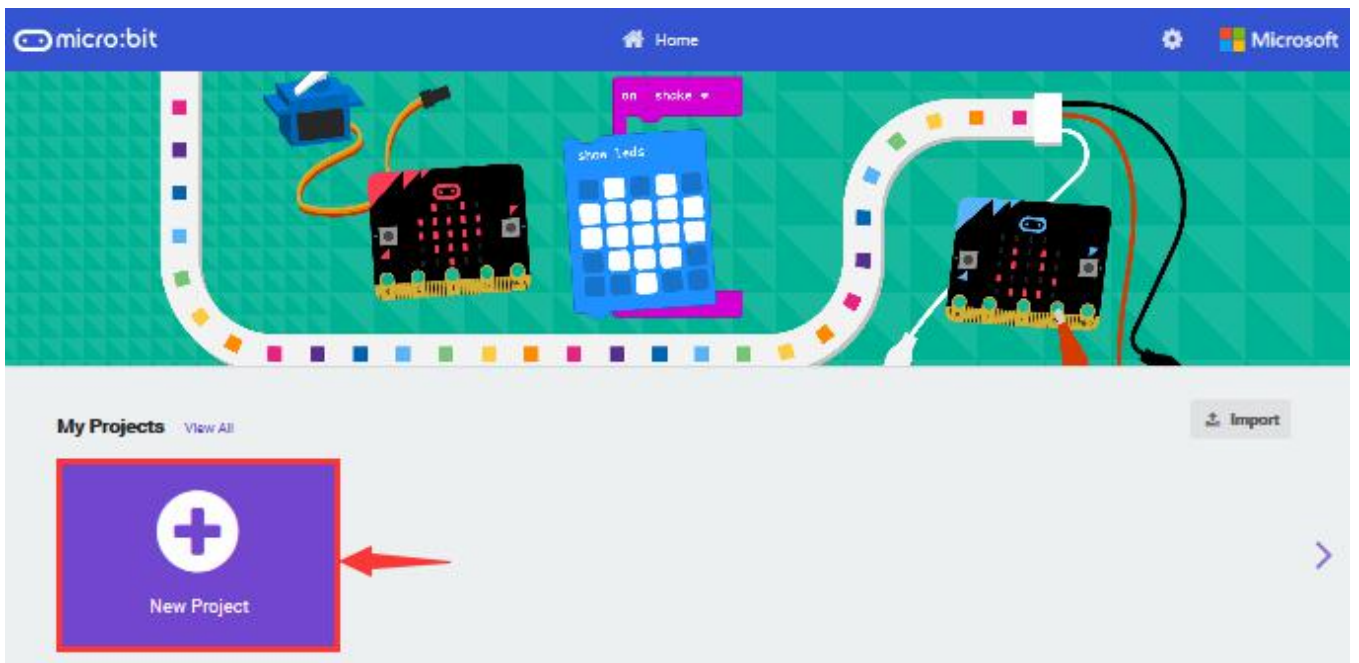 micro:bit
Home
Microsoft
on shake
show leds
My Projects View All
Import
New Project